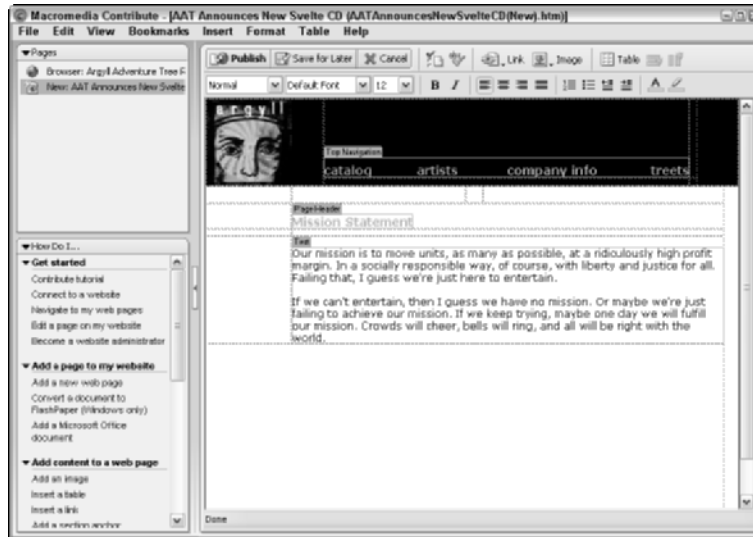 Macromedia Contribute - [AAT Announces New Svelte CD (AATAnnouncesNewSvelteCD(New).htm)]
File Edit View Bookmarks Insert Format Table Help
Pages
Browser: Argyll Adventure Tree F
New: AAT Announces New Svelte
Publish Save for Later Cancel Link Image Table
Normal Default Font 12 B I
argyll
Top Navigation
catalog artists company info treets
PageHeader
Mission Statement
Text
Our mission is to move units, as many as possible, at a ridiculously high profit
margin. In a socially responsible way, of course, with liberty and justice for all.
Failing that, I guess we're just here to entertain.
If we can't entertain, then I guess we have no mission. Or maybe we're just
failing to achieve our mission. If we keep trying, maybe one day we will fulfill
our mission. Crowds will cheer, bells will ring, and all will be right with the
world.
How Do I...
Get started
Contribute tutorial
Connect to a website
Navigate to my web pages
Edit a page on my website
Become a website administrator
Add a page to my website
Add a new web page
Convert a document to
FlashPaper (Windows only)
Add a Microsoft Office
document
Add content to a web page
Add an image
Insert a table
Insert a link
Add a section anchor
Done